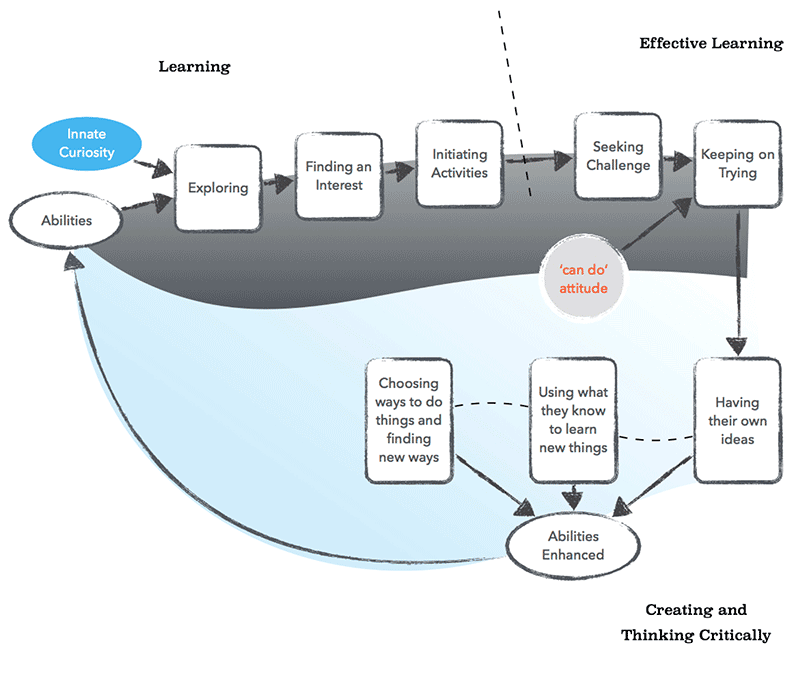 Learning
Effective Learning
Innate
Curiosity
Abilities
Exploring
Finding an
Interest
Initiating
Activities
Seeking
Challenge
Keeping on
Trying
‘can do‘
attitude
Choosing
ways to do
things and
finding
new ways
Using what
they know
to learn
new things
Having
their own
ideas
Abilities
Enhanced
Creating and
Thinking Critically